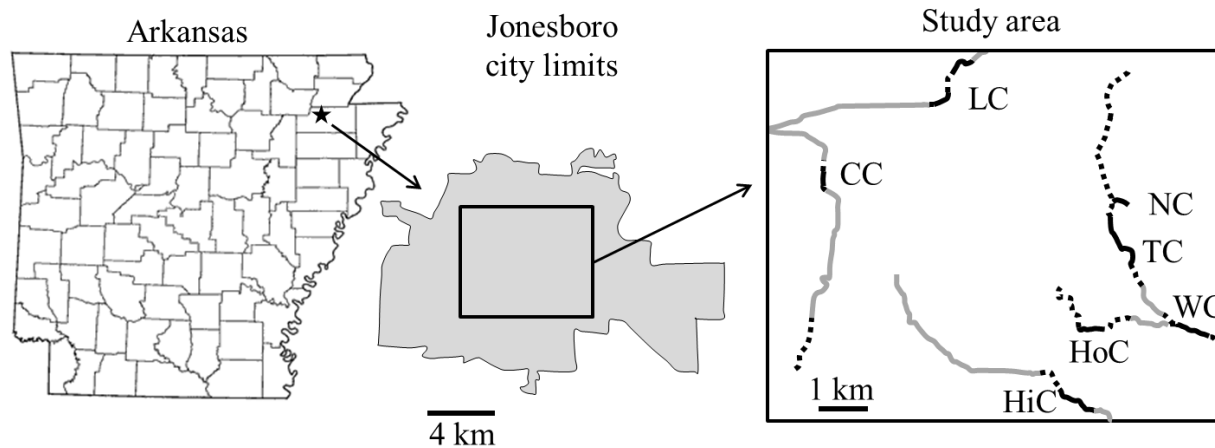 Arkansas
Jonesboro
city limits
Study area
LC
CC
NC
TC
WC
HoC
HiC
1 km
4 km